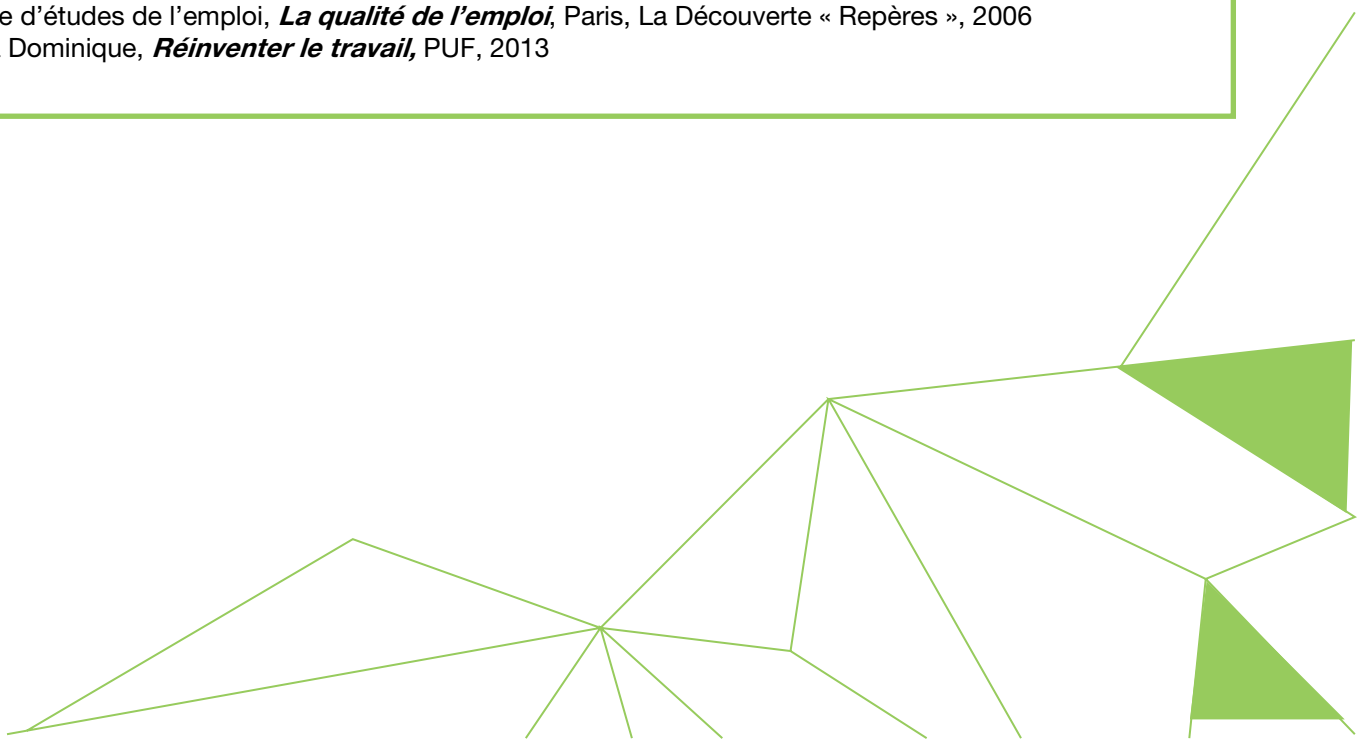 e d’études de l’emploi, La qualité de l’emploi, Paris, La Découverte « Repères », 2006
Dominique, Réinventer le travail, PUF, 2013